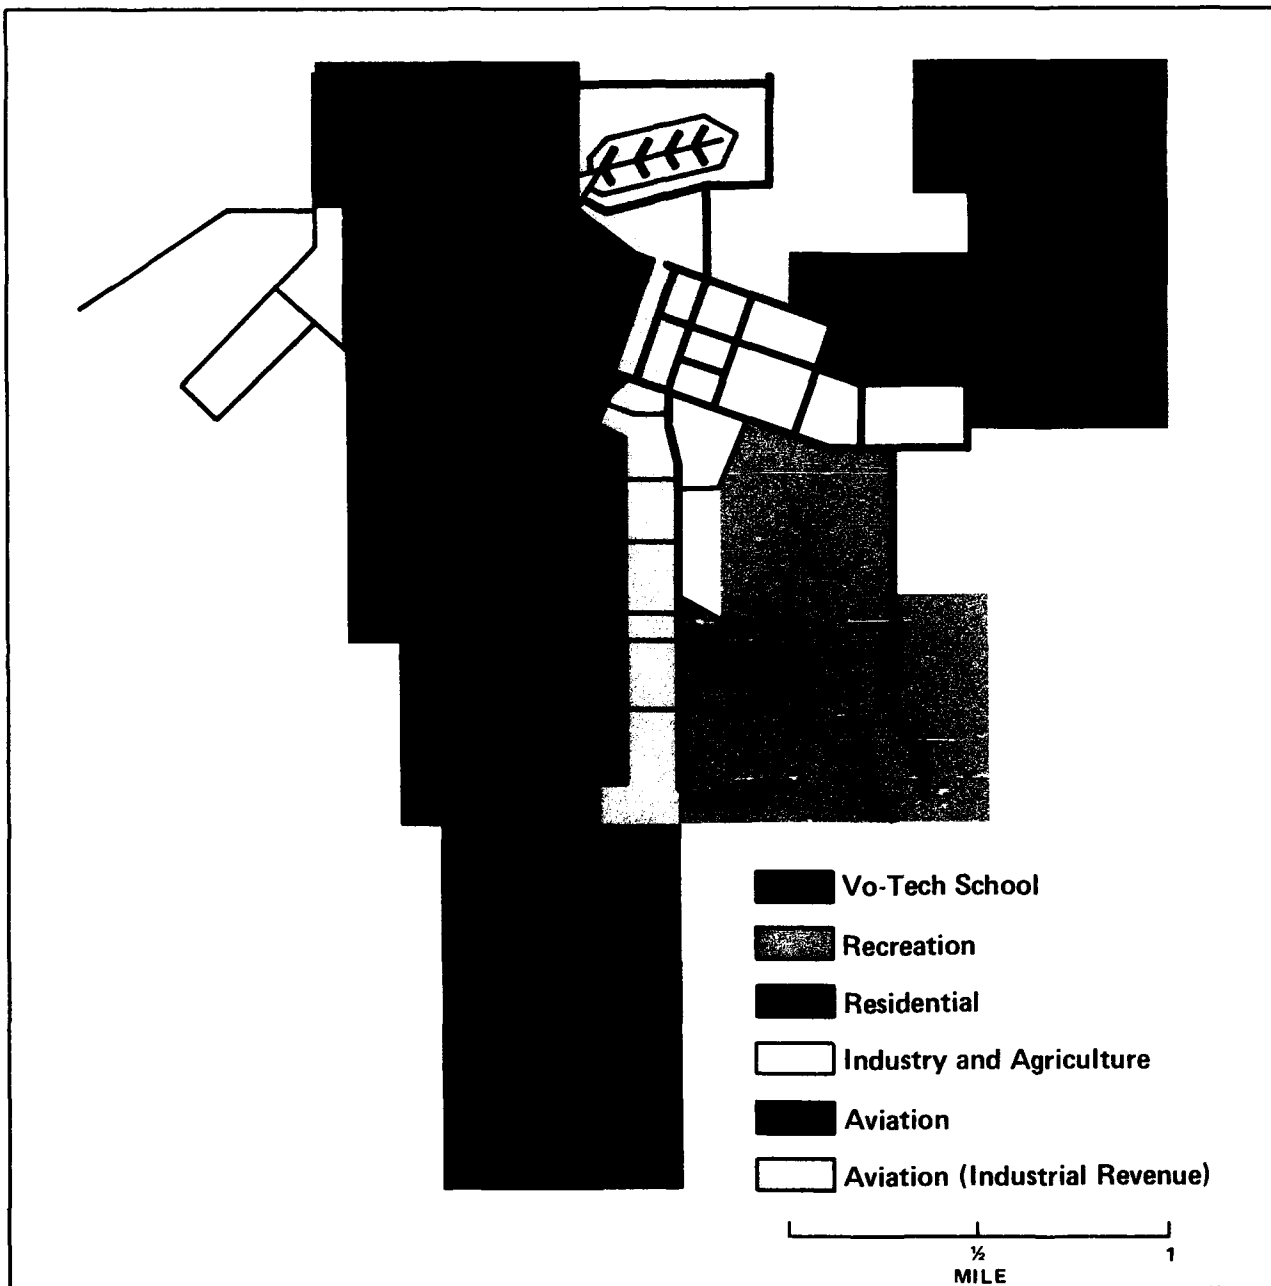 Vo-Tech School
Recreation
Residential
Industry and Agriculture
Aviation
Aviation (Industrial Revenue)
½ 1
MILE